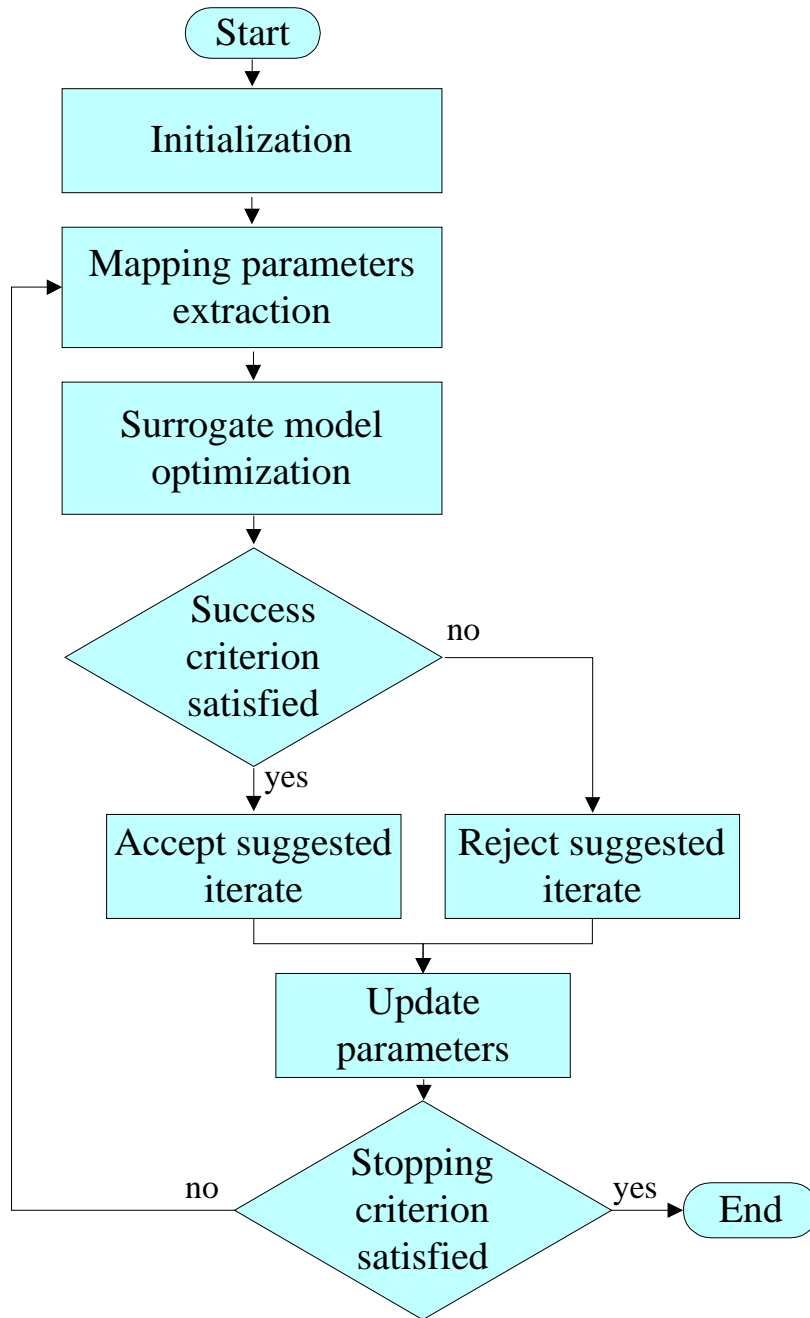 Start
Initialization
Mapping parameters
extraction
Surrogate model
optimization
Success
criterion
satisfied
no
yes
Accept suggested
iterate
Reject suggested
iterate
Update
parameters
Stopping
criterion
satisfied
no
yes
End